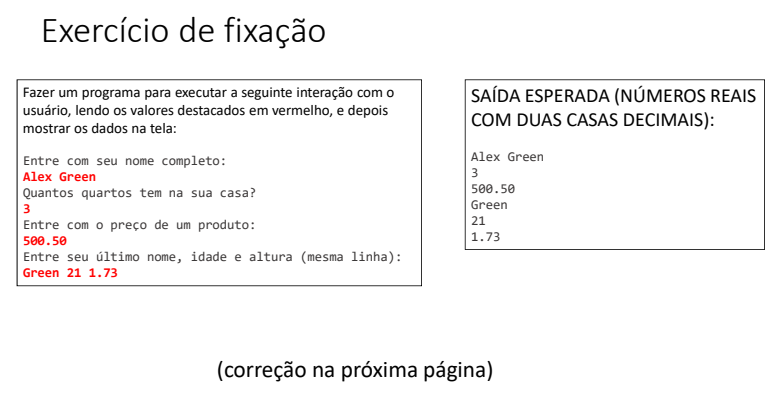 Exercício de fixação
Fazer um programa para executar a seguinte interação com o
usuário, lendo os valores destacados em vermelho, e depois
mostrar os dados na tela:
Entre com seu nome completo:
Alex Green
Quantos quartos tem na sua casa?
3
Entre com o preço de um produto:
500.50
Entre seu último nome, idade e altura (mesma linha):
Green 21 1.73
SAÍDA ESPERADA (NÚMEROS REAIS
COM DUAS CASAS DECIMAIS):
Alex Green
3
500.50
Green
21
1.73
(correção na próxima página)